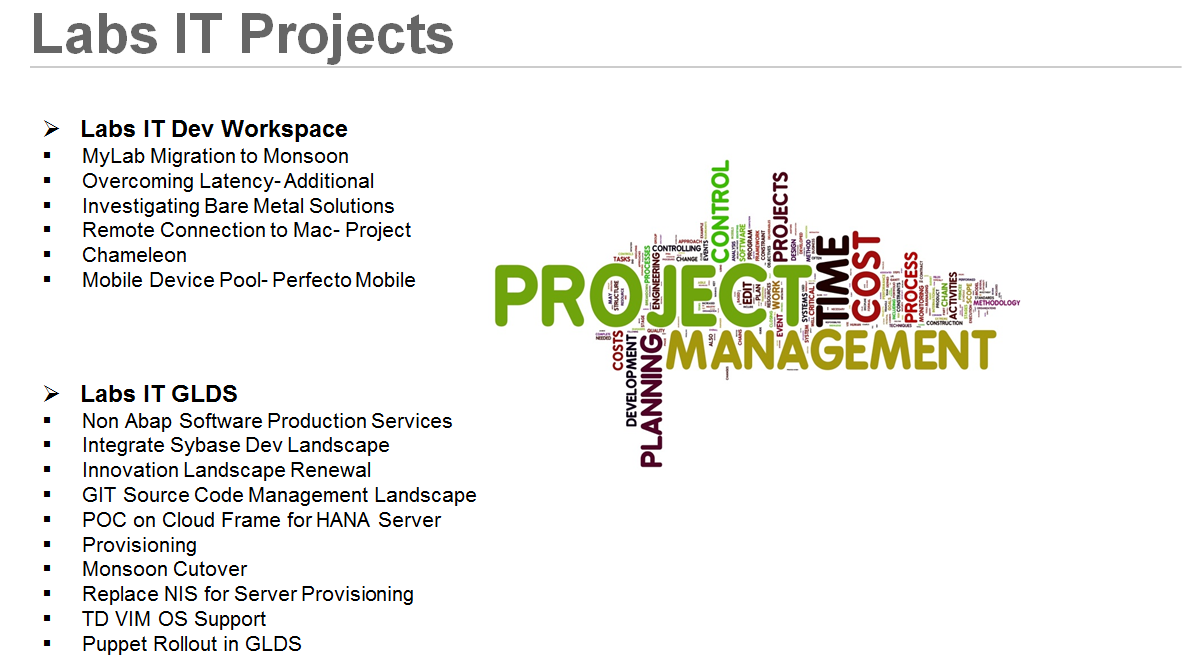 Labs IT Projects
Labs IT Dev Workspace
MyLab Migration to Monsoon
Overcoming Latency- Additional
Investigating Bare Metal Solutions
Remote Connection to Mac- Project
Chameleon
Mobile Device Pool- Perfecto Mobile
Labs IT GLDS
Non Abap Software Production Services
Integrate Sybase Dev Landscape
Innovation Landscape Renewal
GIT Source Code Management Landscape
POC on Cloud Frame for HANA Server
Provisioning
Monsoon Cutover
Replace NIS for Server Provisioning
TD VIM OS Support
Puppet Rollout in GLDS
CONTROL
PROJECTS
APPROACH
CONTROLLING
EVENTS
SOFTWARE
PROGRAM
DESIGN
METHOD
TASKS
PROCESSES
ENGINEERING
CHANGE
PROJECT
TIME
COST
PROCESS
STRUCTURE
EDIT
PLAN
WORK
SYSTEMS
CRITICAL
MONITORING
CHAIN
ACTIVITIES
METHODOLOGY
CONSTRUCTION
TECHNIQUES
QUALITY
EVENT
ALSO
NEEDED
COSTS
DEVELOPMENT
PLANNING
MANAGEMENT